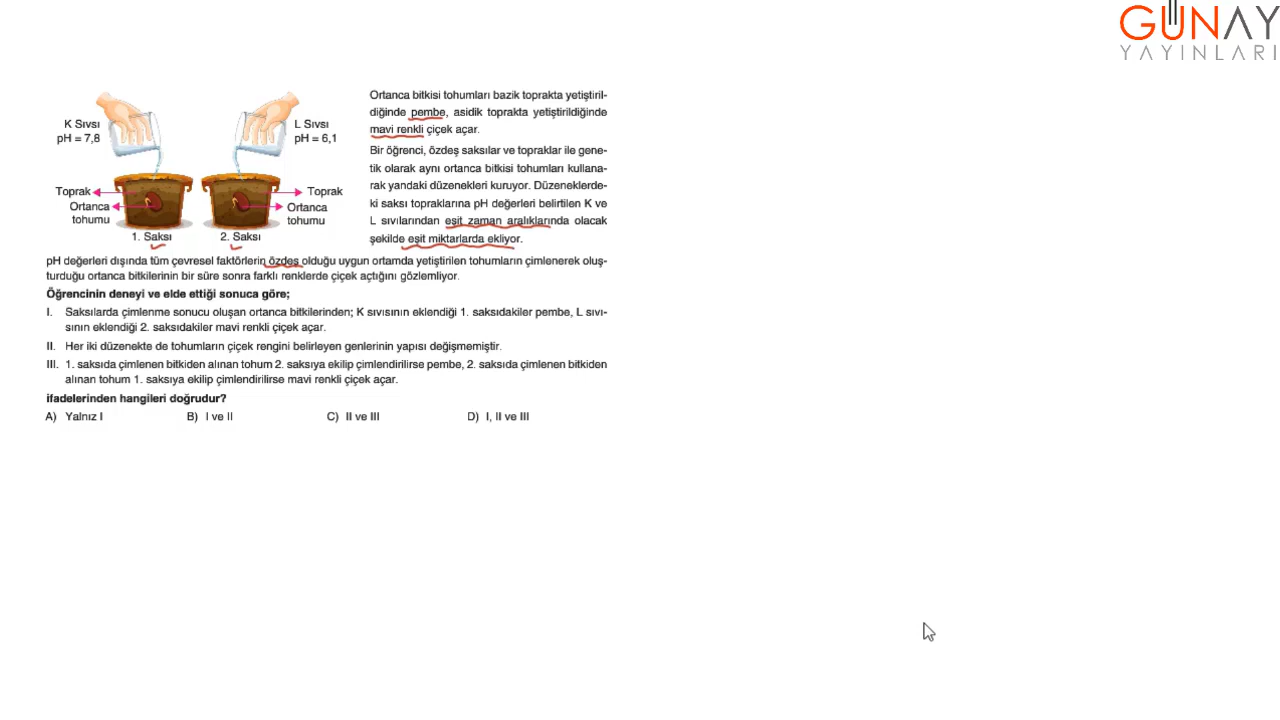 GÜNAY
YAYINLARI
K Sıvsı
pH = 7,8
L Sıvsı
pH = 6,1
Toprak
Ortanca
tohumu
Toprak
Ortanca
tohumu
1. Saksı
2. Saksı
Ortanca bitkisi tohumları bazik toprakta yetiştiril-
diğinde pembe, asidik toprakta yetiştirildiğinde
mavi renkli çiçek açar.
Bir öğrenci, özdeş saksılar ve topraklar ile gene-
tik olarak aynı ortanca bitkisi tohumları kullana-
rak yandaki düzenekleri kuruyor. Düzeneklerde-
ki saksı topraklarına pH değerleri belirtilen K ve
L sıvılarından eşit zaman aralıklarında olacak
şekilde eşit miktarlarda ekliyor.
pH değerleri dışında tüm çevresel faktörlerin özdeş olduğu uygun ortamda yetiştirilen tohumların çimlenerek oluş-
turduğu ortanca bitkilerinin bir süre sonra farklı renklerde çiçek açtığını gözlemliyor.
Öğrencinin deneyi ve elde ettiği sonuca göre;
I. Saksılarda çimlenme sonucu oluşan ortanca bitkilerinden; K sıvısının eklendiği 1. saksıdakiler pembe, L sıvı-
sının eklendiği 2. saksıdakiler mavi renkli çiçek açar.
II. Her iki düzenekte de tohumların çiçek rengini belirleyen genlerinin yapısı değişmemiştir.
III. 1. saksıda çimlenen bitkiden alınan tohum 2. saksıya ekilip çimlendirilirse pembe, 2. saksıda çimlenen bitkiden
alınan tohum 1. saksıya ekilip çimlendirilirse mavi renkli çiçek açar.
ifadelerinden hangileri doğrudur?
A) Yalnız I B) I ve II C) II ve III D) I, II ve III